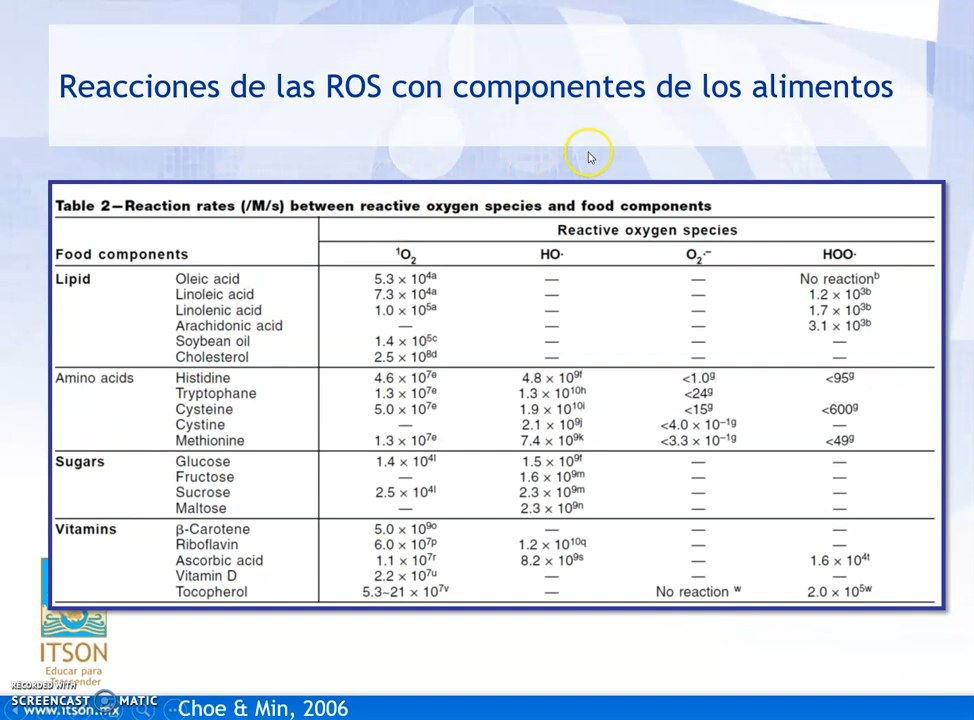 Reacciones de las ROS con componentes de los alimentos
Table 2—Reaction rates (/M/s) between reactive oxygen species and food components
Reactive oxygen species
Food components ¹O₂ HO· O₂·⁻ HOO·
Lipid Oleic acid 5.3 × 10⁴ᵃ — — No reactionᵇ
Linoleic acid 7.3 × 10⁴ᵃ — — 1.2 × 10³ᵇ
Linolenic acid 1.0 × 10⁵ᵃ — — 1.7 × 10³ᵇ
Arachidonic acid — — — 3.1 × 10³ᵇ
Soybean oil 1.4 × 10⁵ᶜ — — —
Cholesterol 2.5 × 10⁸ᵈ — — —
Amino acids Histidine 4.6 × 10⁷ᵉ 4.8 × 10⁹ᶠ <1.0ᵍ <95ᵍ
Tryptophane 1.3 × 10⁷ᵉ 1.3 × 10¹⁰ʰ <24ᵍ
Cysteine 5.0 × 10⁷ᵉ 1.9 × 10¹⁰ⁱ <15ᵍ <600ᵍ
Cystine — 2.1 × 10⁹ʲ <4.0 × 10⁻¹ᵍ —
Methionine 1.3 × 10⁷ᵉ 7.4 × 10⁹ᵏ <3.3 × 10⁻¹ᵍ <49ᵍ
Sugars Glucose 1.4 × 10⁴ˡ 1.5 × 10⁹ᶠ — —
Fructose — 1.6 × 10⁹ᵐ — —
Sucrose 2.5 × 10⁴ˡ 2.3 × 10⁹ᵐ — —
Maltose — 2.3 × 10⁹ⁿ — —
Vitamins β-Carotene 5.0 × 10⁹ᵒ — — —
Riboflavin 6.0 × 10⁷ᵖ 1.2 × 10¹⁰q — —
Ascorbic acid 1.1 × 10⁷ʳ 8.2 × 10⁹ˢ — 1.6 × 10⁴ᵗ
Vitamin D 2.2 × 10⁷ᵘ — — —
Tocopherol 5.3~21 × 10⁷ᵛ — No reaction ʷ 2.0 × 10⁵ʷ
ITSON
Educar para
Trascender
RECORDED WITH
SCREENCAST MATIC
www.itson.mx
Choe & Min, 2006